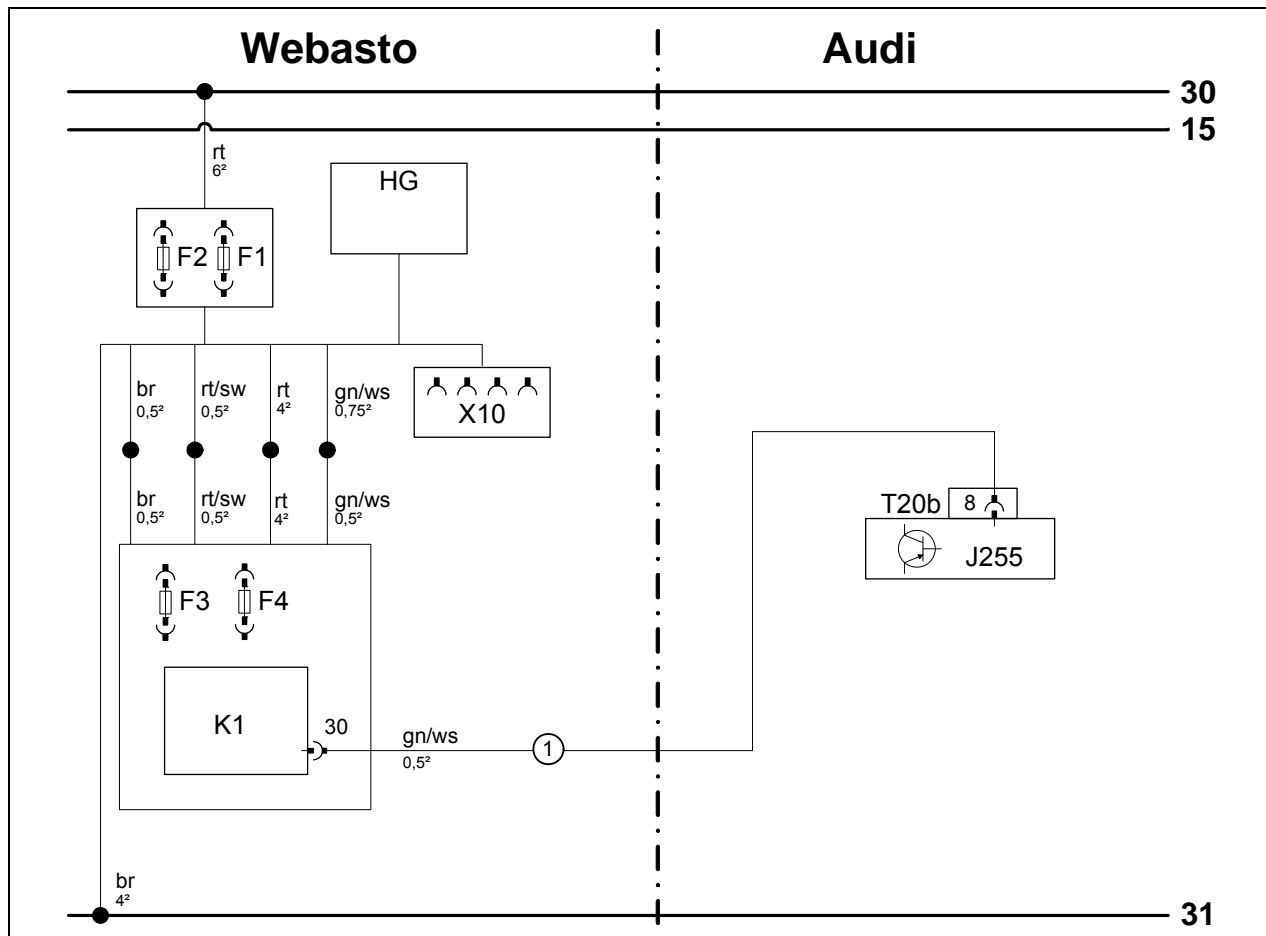 Webasto
Audi
30
15
rt
6²
HG
F2
F1
br
0,5²
rt/sw
0,5²
rt
4²
gn/ws
0,75²
X10
br
0,5²
rt/sw
0,5²
rt
4²
gn/ws
0,5²
T20b
8
J255
F3
F4
K1
30
gn/ws
0,5²
1
br
4²
31